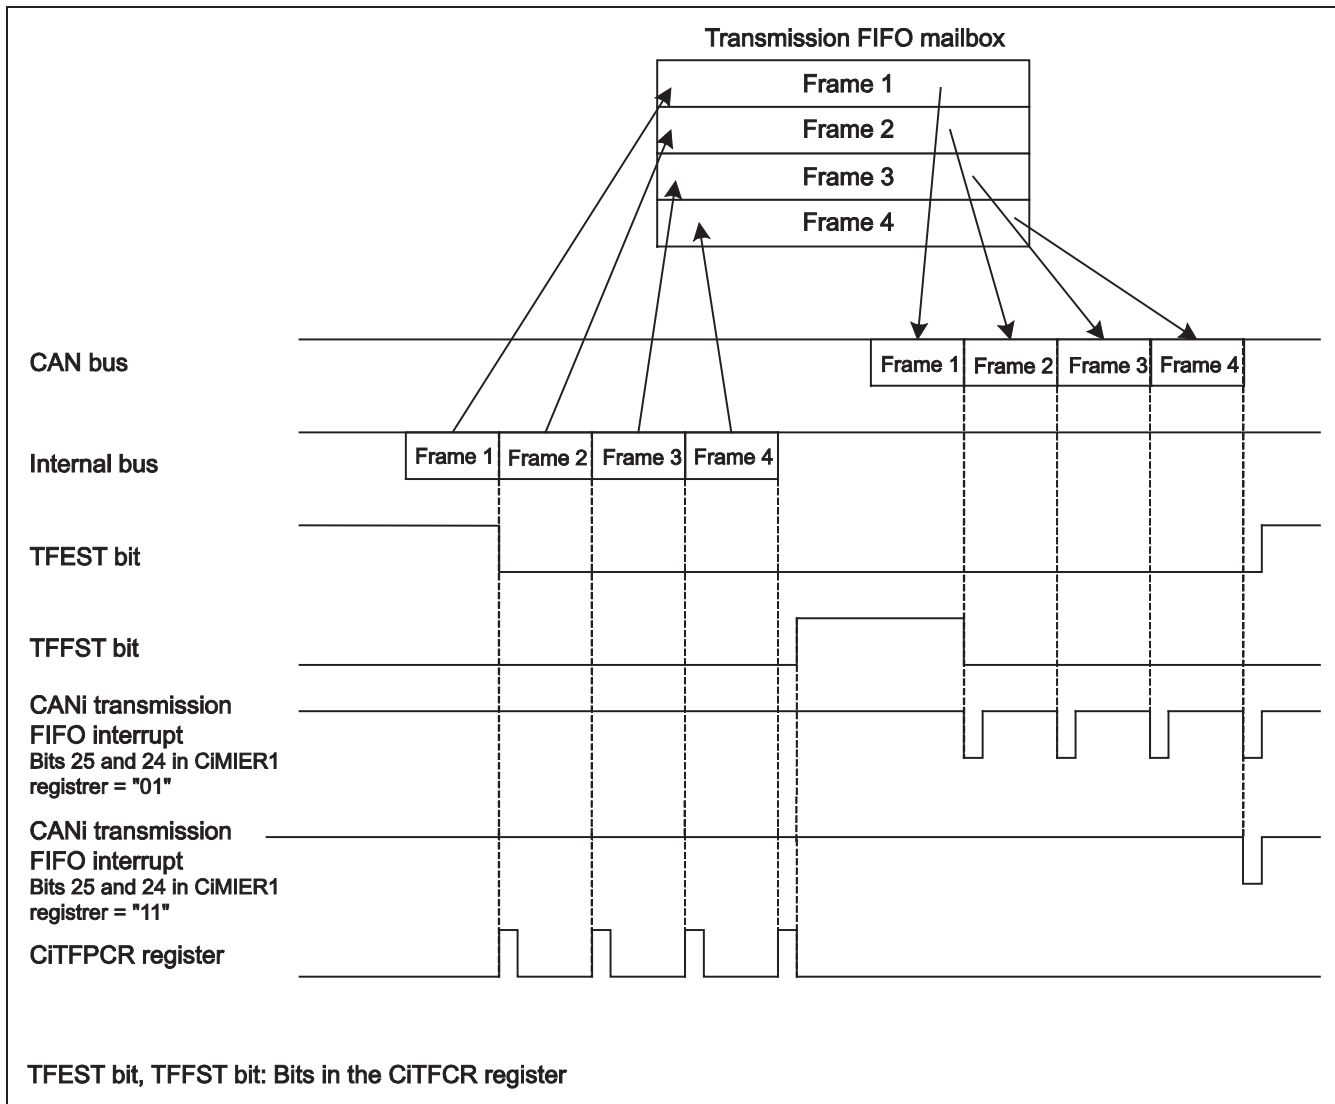 Transmission FIFO mailbox
Frame 1
Frame 2
Frame 3
Frame 4
CAN bus
Frame 1 Frame 2 Frame 3 Frame 4
Internal bus
Frame 1 Frame 2 Frame 3 Frame 4
TFEST bit
TFFST bit
CANi transmission
FIFO interrupt
Bits 25 and 24 in CiMIER1
registrer = "01"
CANi transmission
FIFO interrupt
Bits 25 and 24 in CiMIER1
registrer = "11"
CiTFPCR register
TFEST bit, TFFST bit: Bits in the CiTFCR register